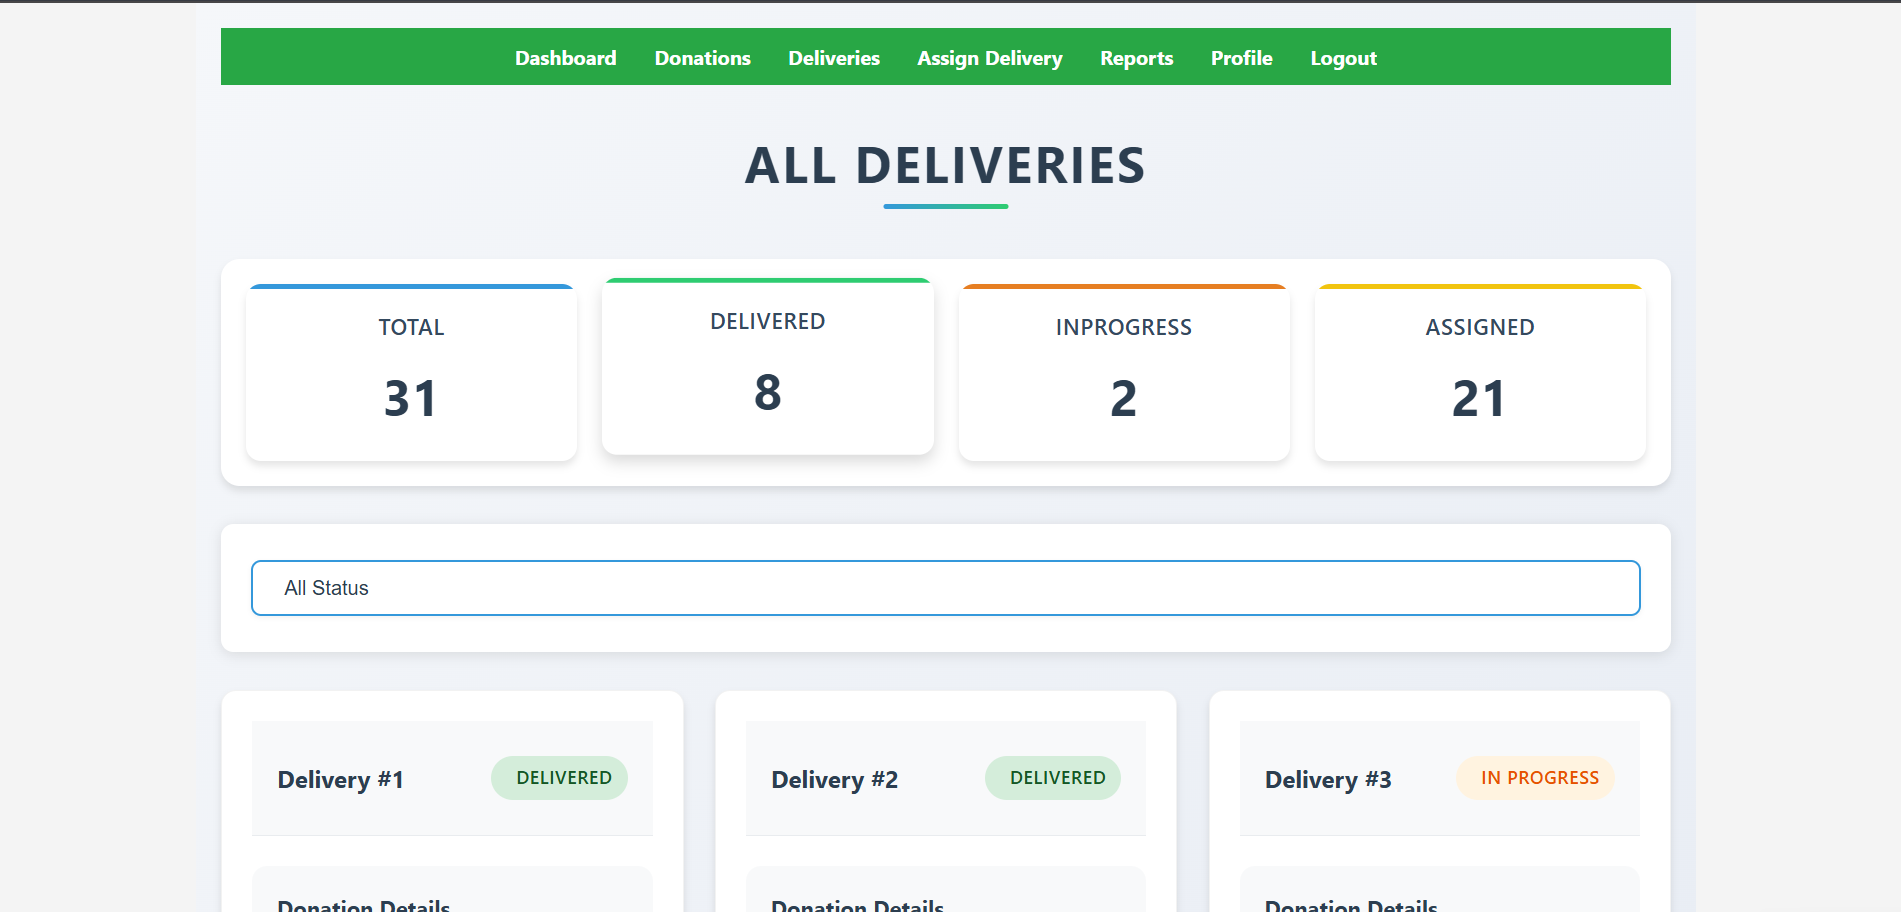 Dashboard Donations Deliveries Assign Delivery Reports Profile Logout
ALL DELIVERIES
TOTAL
31
DELIVERED
8
INPROGRESS
2
ASSIGNED
21
All Status
Delivery #1 DELIVERED
Donation Details
Delivery #2 DELIVERED
Donation Details
Delivery #3 IN PROGRESS
Donation Details